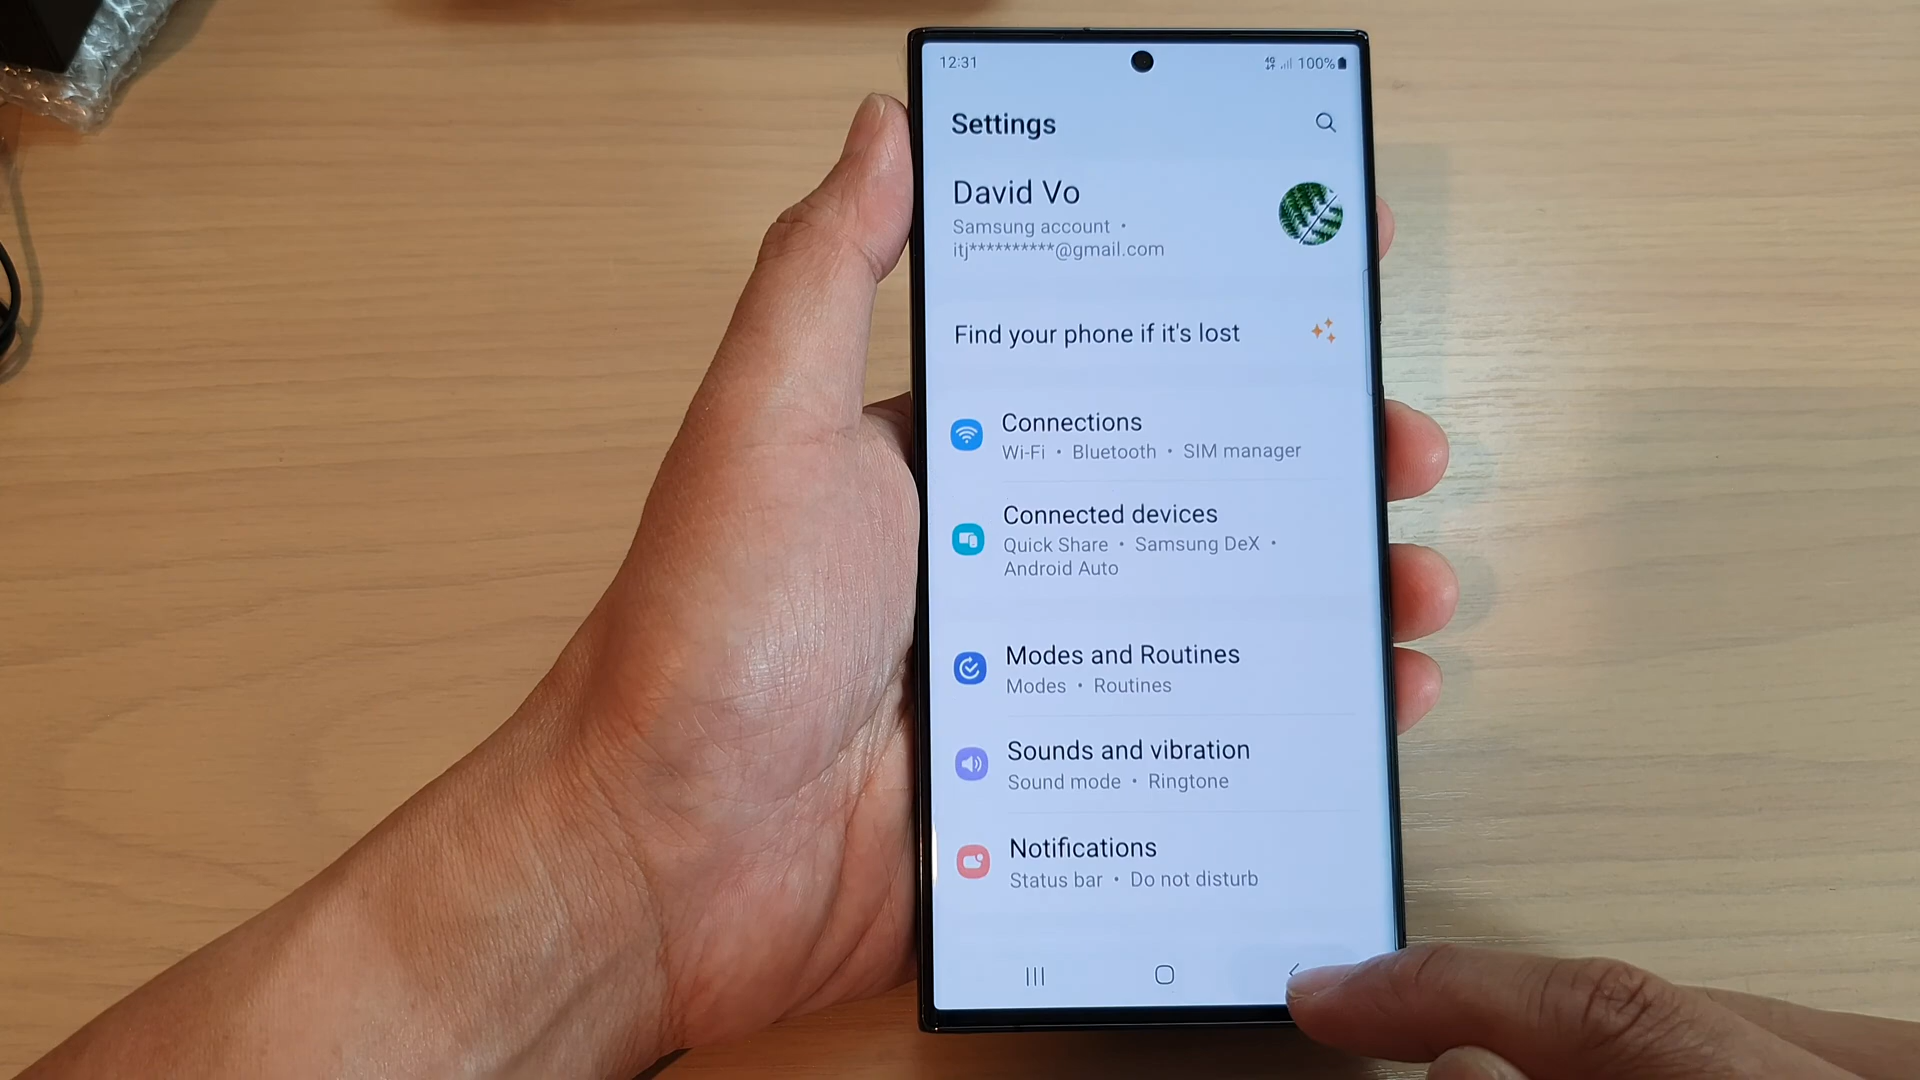 12:31
4G 100%
Settings
David Vo
Samsung account •
itj**********@gmail.com
Find your phone if it's lost
Connections
Wi-Fi • Bluetooth • SIM manager
Connected devices
Quick Share • Samsung DeX •
Android Auto
Modes and Routines
Modes • Routines
Sounds and vibration
Sound mode • Ringtone
Notifications
Status bar • Do not disturb